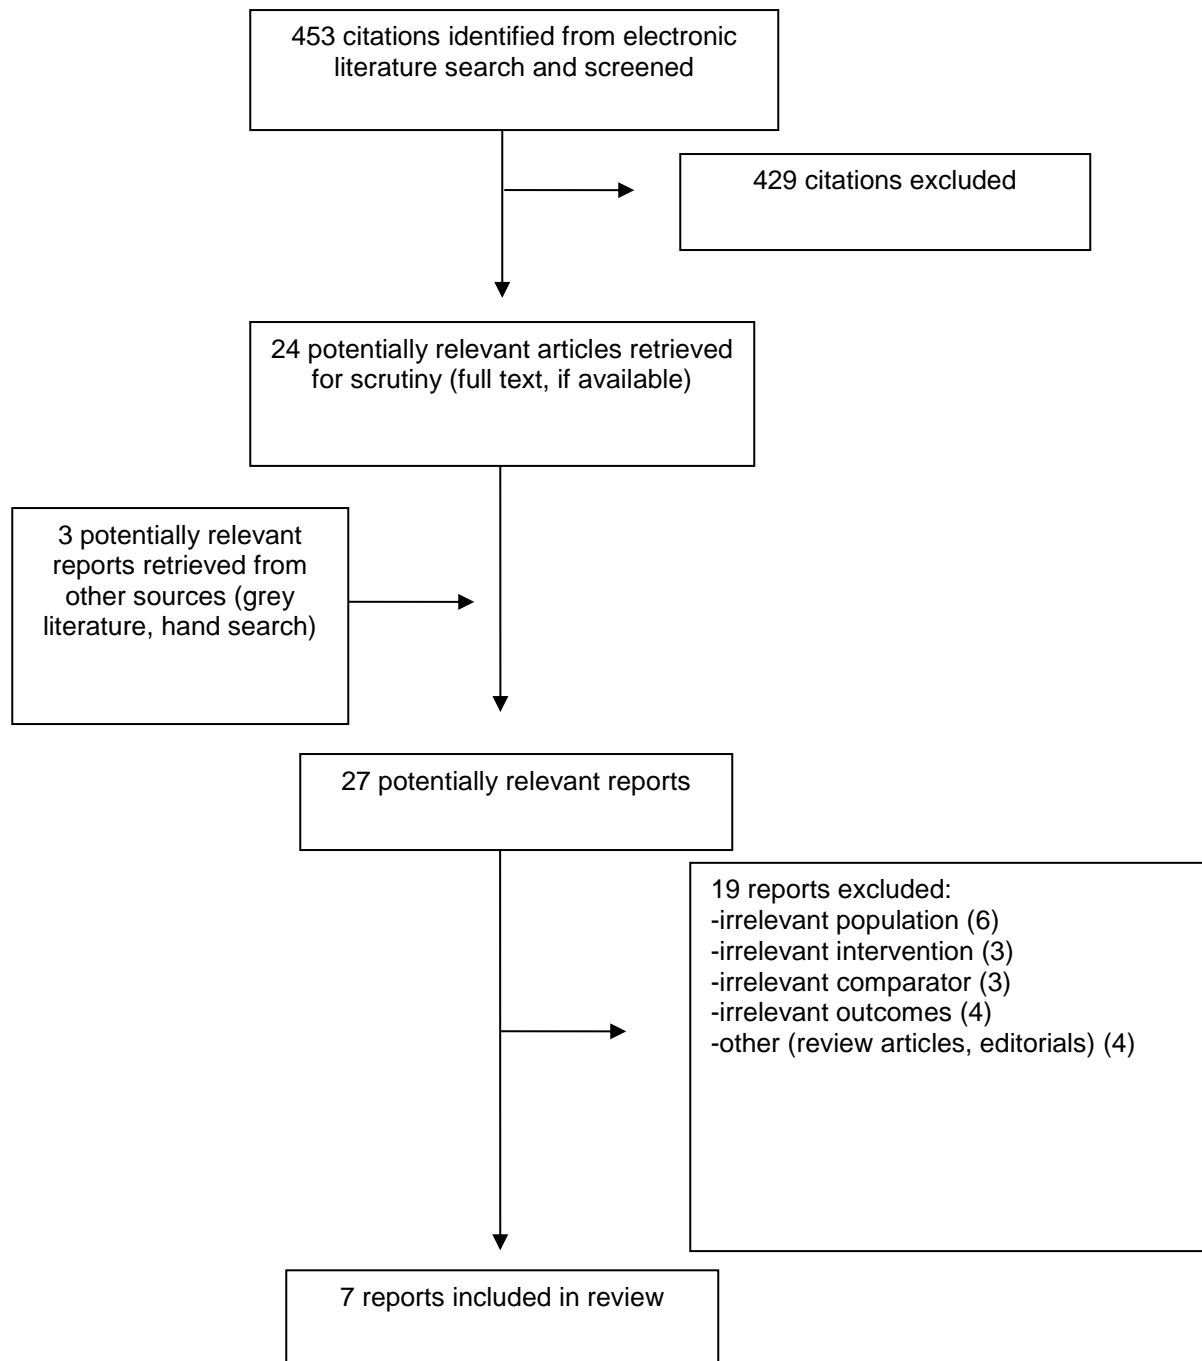 453 citations identified from electronic
literature search and screened
429 citations excluded
24 potentially relevant articles retrieved
for scrutiny (full text, if available)
3 potentially relevant
reports retrieved from
other sources (grey
literature, hand search)
27 potentially relevant reports
19 reports excluded:
-irrelevant population (6)
-irrelevant intervention (3)
-irrelevant comparator (3)
-irrelevant outcomes (4)
-other (review articles, editorials) (4)
7 reports included in review